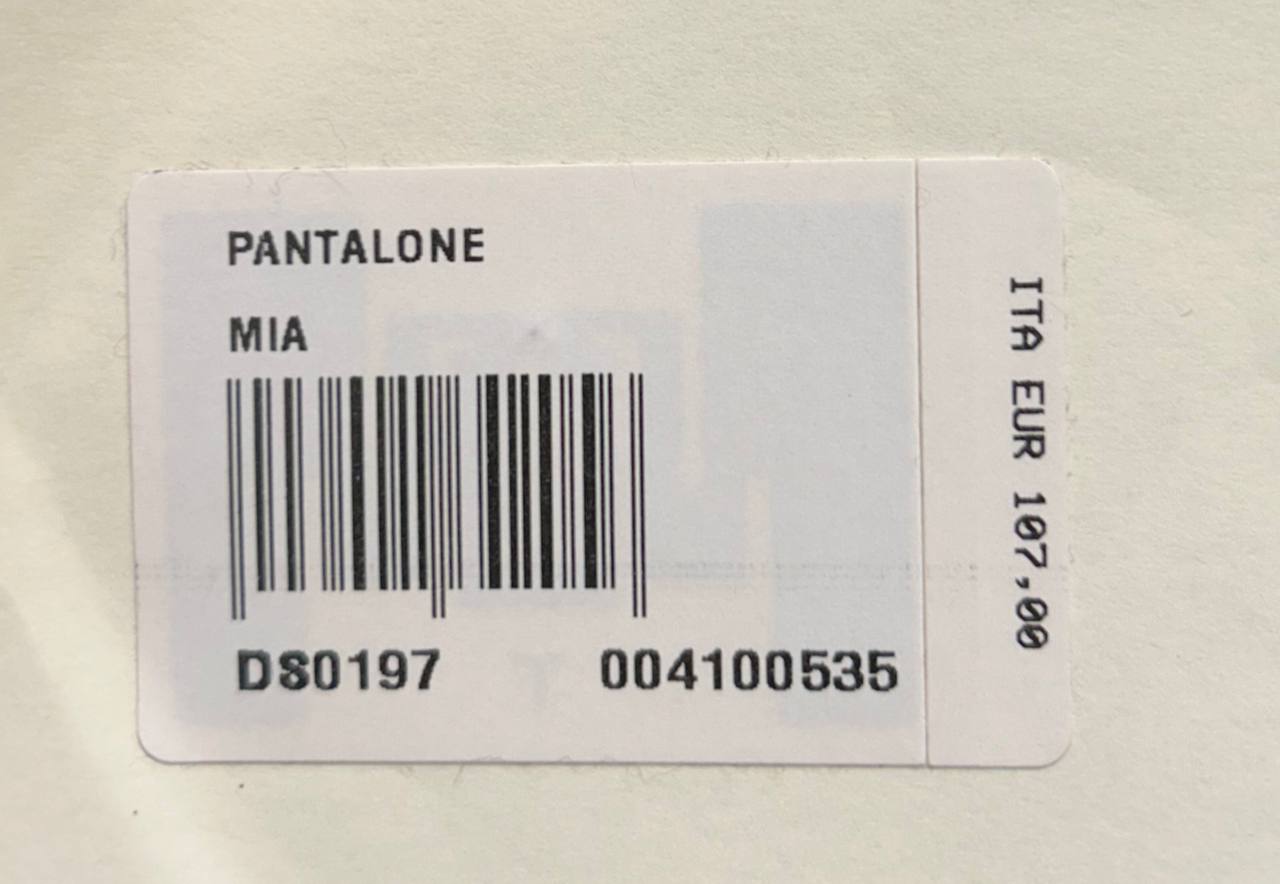 PANTALONE
MIA
DS0197 004100535
ITA EUR 107,00